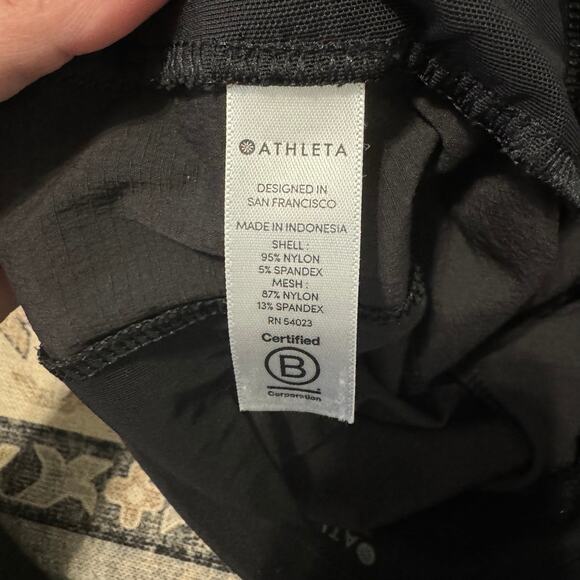 ATHLETA
DESIGNED IN
SAN FRANCISCO
MADE IN INDONESIA
SHELL :
95% NYLON
5% SPANDEX
MESH :
87% NYLON
13% SPANDEX
RN 54023
Certified
B
Corporation